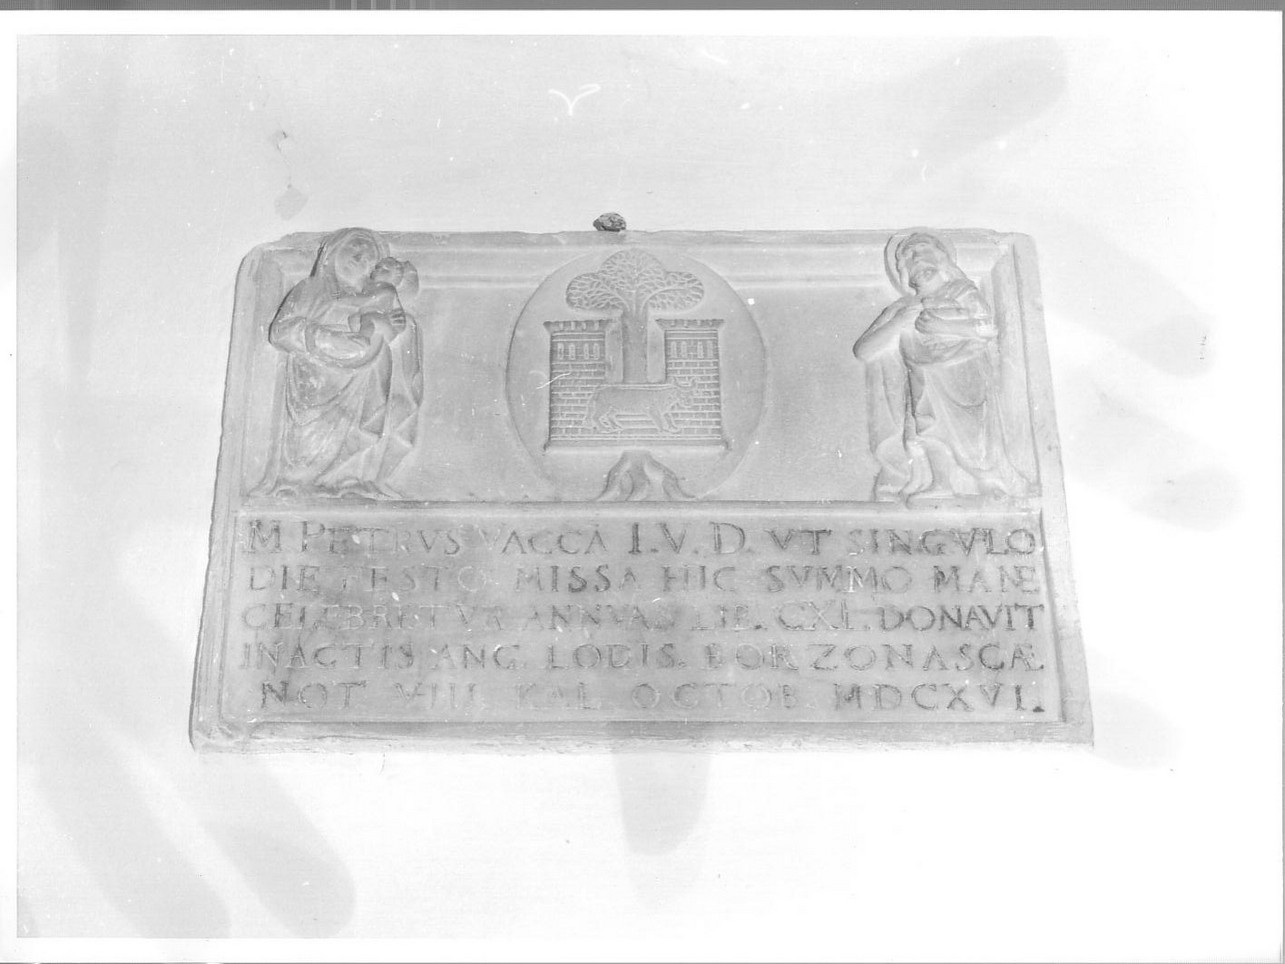 M PETRVS VACCA I.V.D. VT SINGVLO
DIE FESTO MISSA HIC SVMMO MANE
CELEBRETVR ANNVAS LIB. CXL. DONAVIT
IN ACTIS ANG. LODIS. BORZONASCÆ
NOT VIII KAL OCTOB MDCXVI.